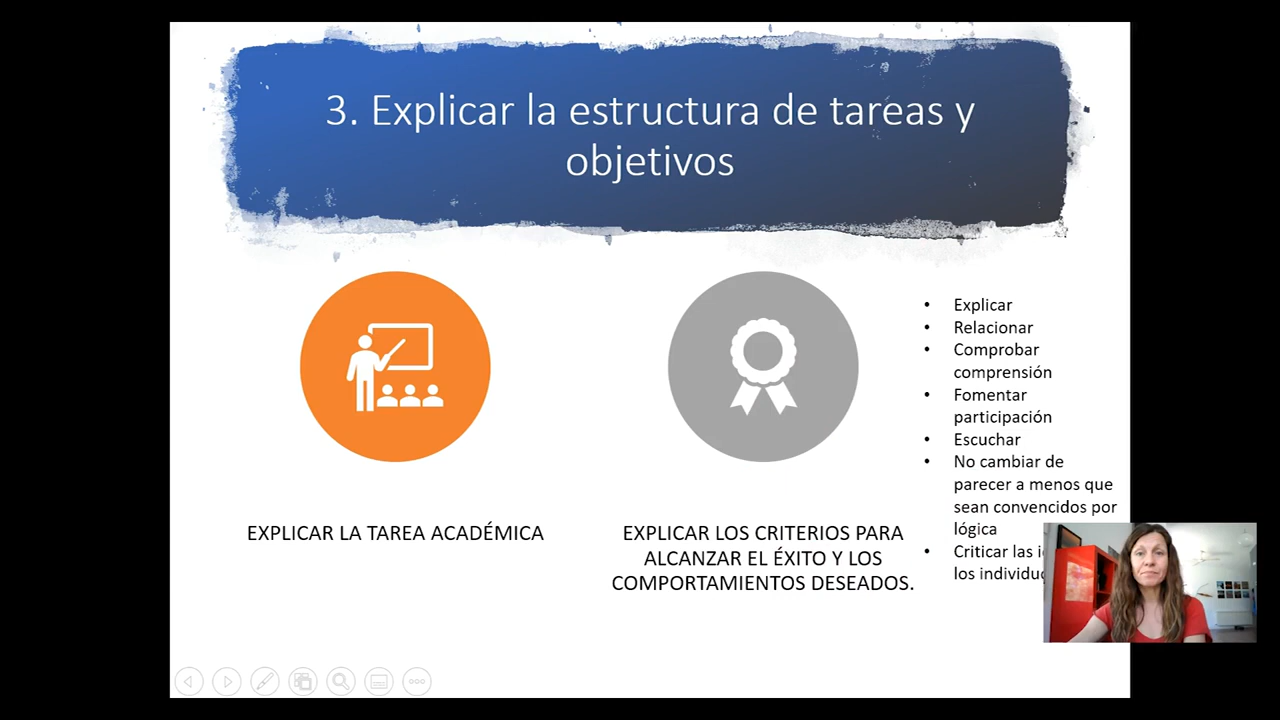 3. Explicar la estructura de tareas y
objetivos
EXPLICAR LA TAREA ACADÉMICA
EXPLICAR LOS CRITERIOS PARA
ALCANZAR EL ÉXITO Y LOS
COMPORTAMIENTOS DESEADOS.
• Explicar
• Relacionar
• Comprobar
comprensión
• Fomentar
participación
• Escuchar
• No cambiar de
parecer a menos que
sean convencidos por
lógica
• Criticar las
los